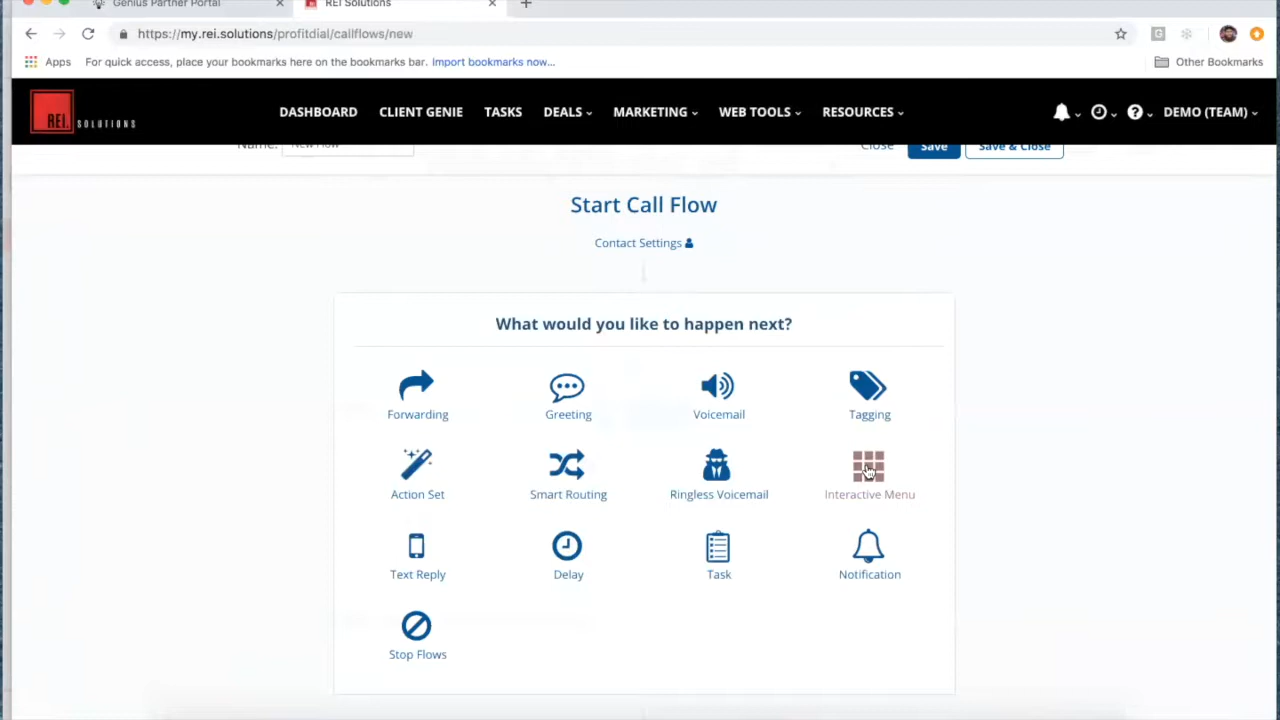 Genius Partner Portal
REI Solutions
https://my.rei.solutions/profitdial/callflows/new
Apps For quick access, place your bookmarks here on the bookmarks bar. Import bookmarks now... Other Bookmarks
REI. SOLUTIONS
DASHBOARD CLIENT GENIE TASKS DEALS MARKETING WEB TOOLS RESOURCES DEMO (TEAM)
Name: New Flow Close Save Save & Close
Start Call Flow
Contact Settings
What would you like to happen next?
Forwarding Greeting Voicemail Tagging
Action Set Smart Routing Ringless Voicemail Interactive Menu
Text Reply Delay Task Notification
Stop Flows